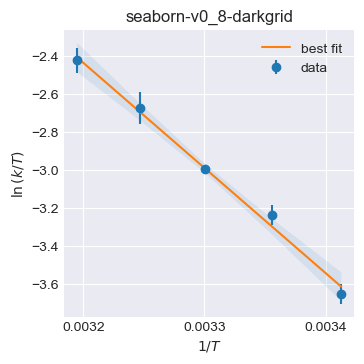 seaborn-v0_8-darkgrid
best fit
data
−2.4
−2.6
−2.8
−3.0
−3.2
−3.4
−3.6
ln (k/T)
0.0032 0.0033 0.0034
1/T